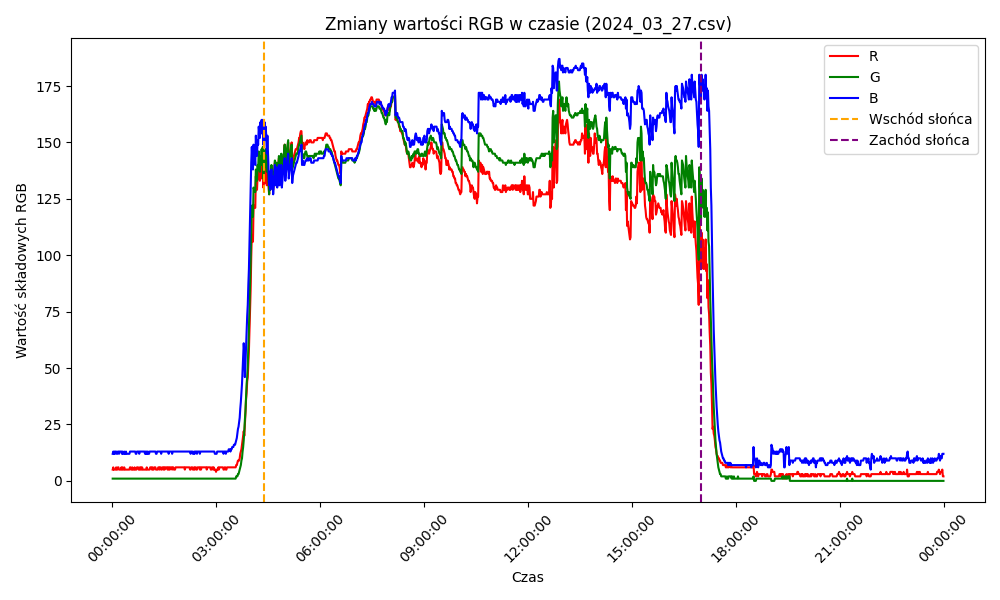 Zmiany wartości RGB w czasie (2024_03_27.csv)
R
G
B
Wschód słońca
Zachód słońca
Wartość składowych RGB
175
150
125
100
75
50
25
0
00:00:00
03:00:00
06:00:00
09:00:00
12:00:00
15:00:00
18:00:00
21:00:00
00:00:00
Czas